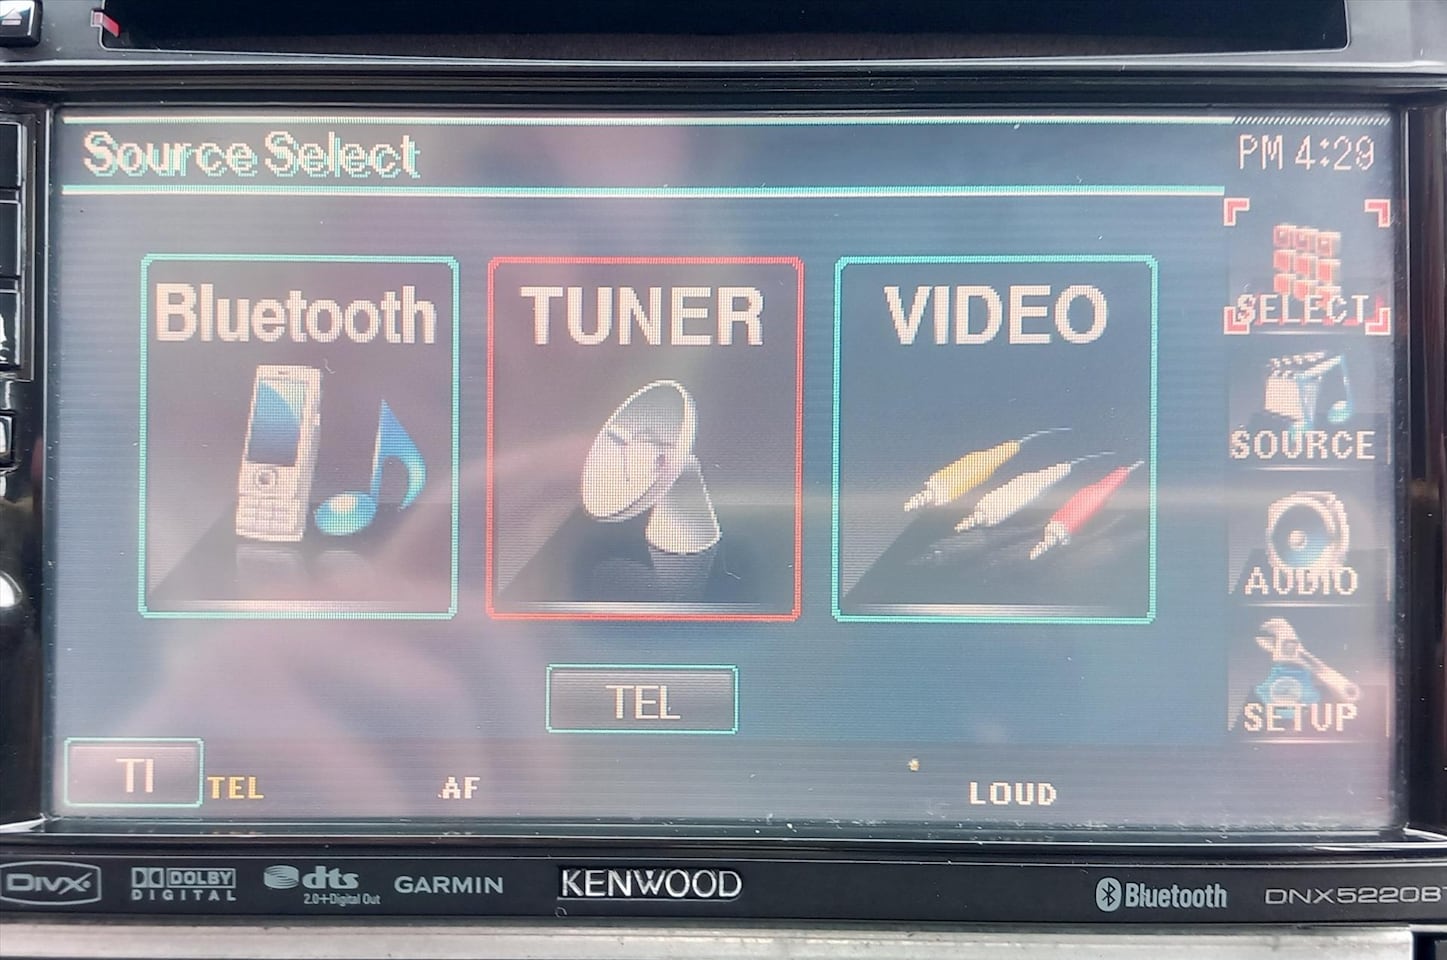 Source Select
PM 4:29
Bluetooth
TUNER
VIDEO
SELECT
SOURCE
AUDIO
SETUP
TEL
TI
TEL
AF
LOUD
DIVX
DOLBY
DIGITAL
dts
2.0+Digital Out
GARMIN
KENWOOD
Bluetooth
DNX5220BT